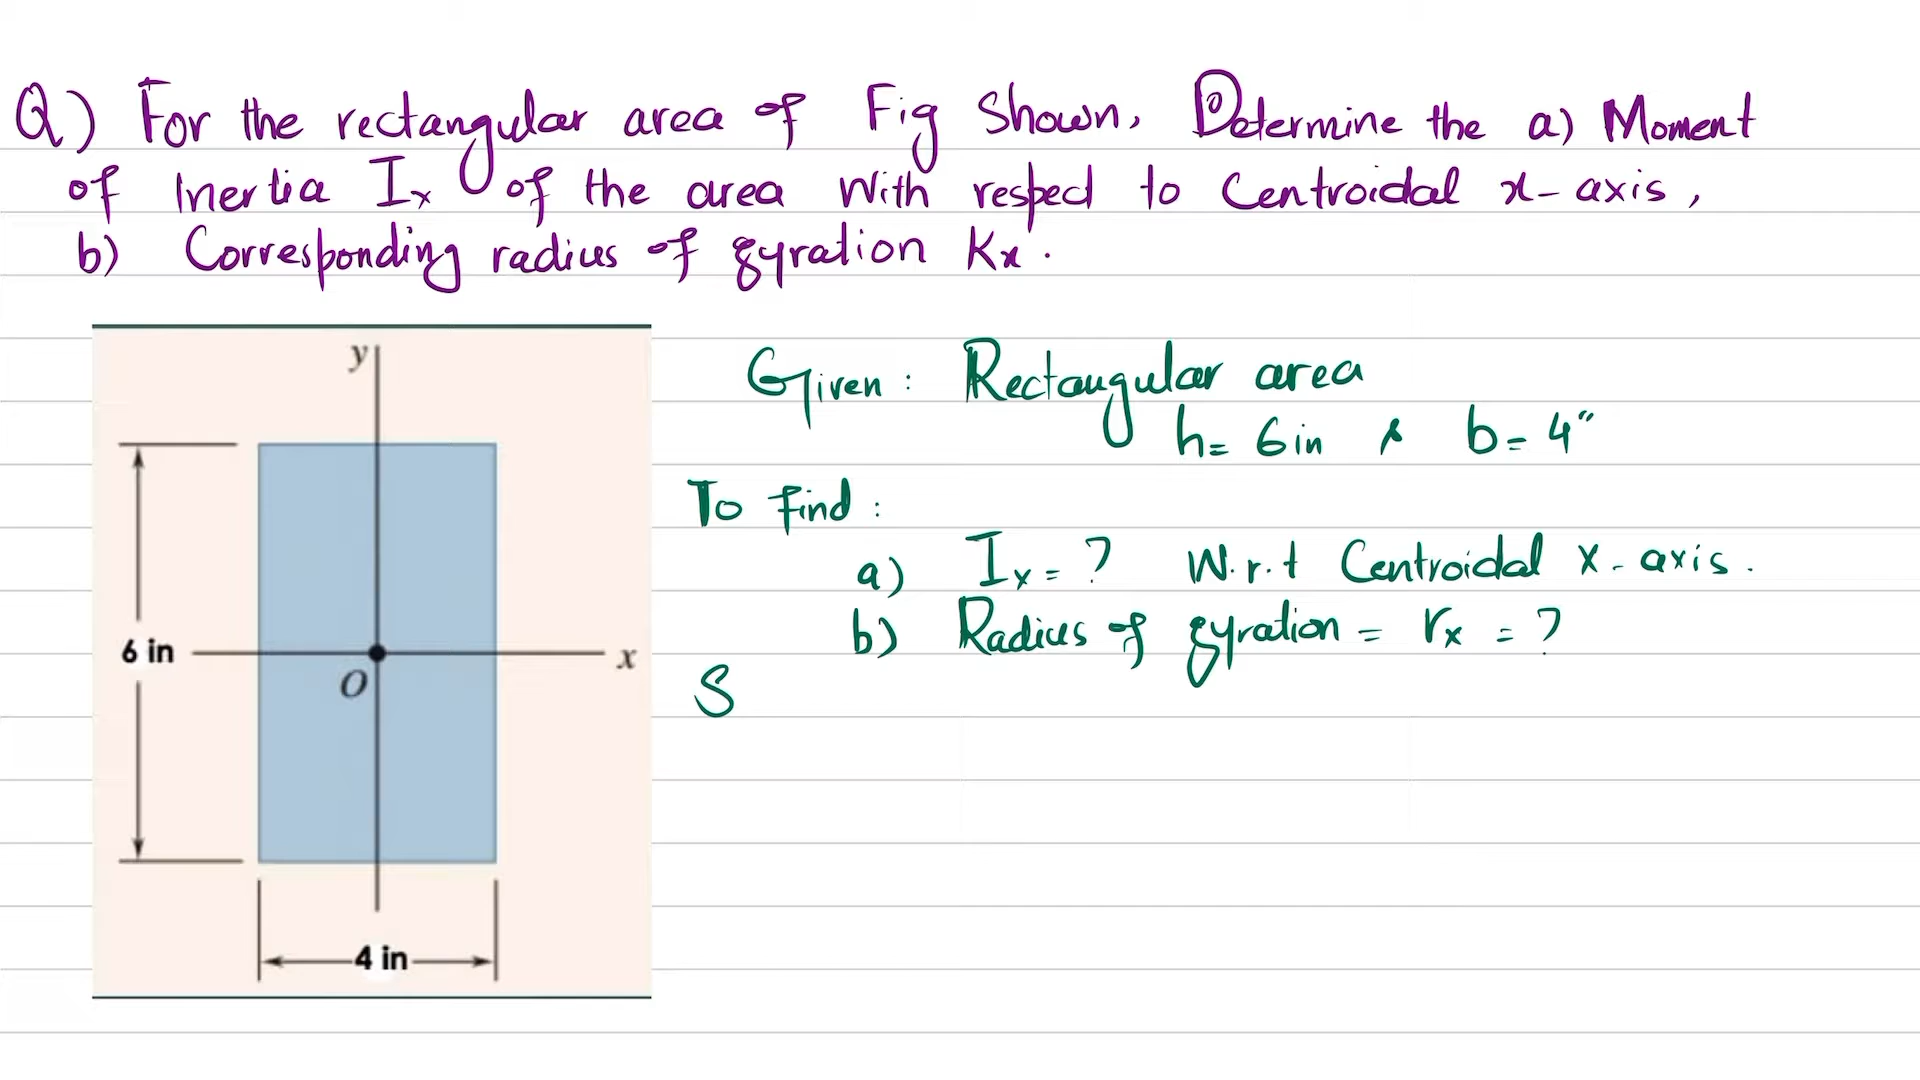 Q) For the rectangular area of Fig Shown, Determine the a) Moment
of Inertia Ix of the area With respect to Centroidal x-axis,
b) Corresponding radius of gyration Kx.
y
6 in
x
O
4 in
Given: Rectangular area
h= 6in & b= 4"
To find:
a) Ix=? W.r.t Centroidal x-axis.
b) Radius of gyration = rx = ?
S